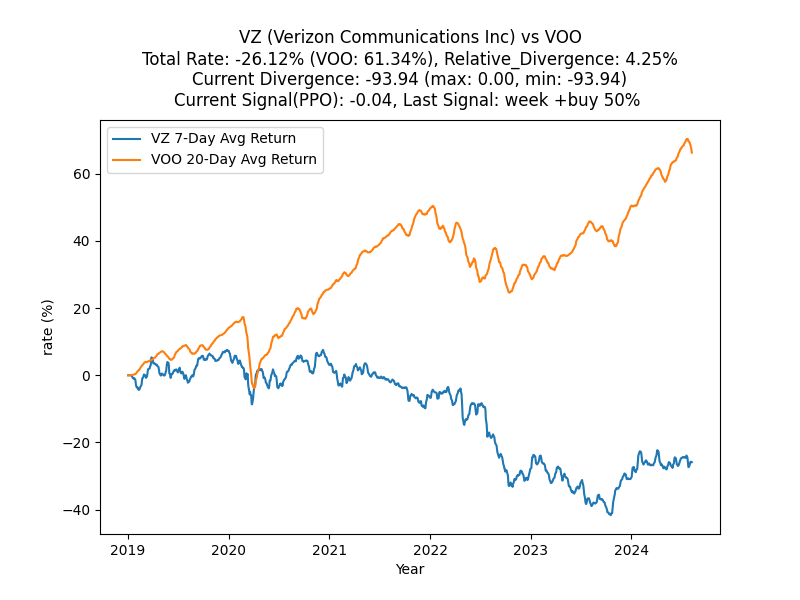 VZ (Verizon Communications Inc) vs VOO
Total Rate: -26.12% (VOO: 61.34%), Relative_Divergence: 4.25%
Current Divergence: -93.94 (max: 0.00, min: -93.94)
Current Signal(PPO): -0.04, Last Signal: week +buy 50%
VZ 7-Day Avg Return
VOO 20-Day Avg Return
60
40
20
0
−20
−40
rate (%)
2019 2020 2021 2022 2023 2024
Year